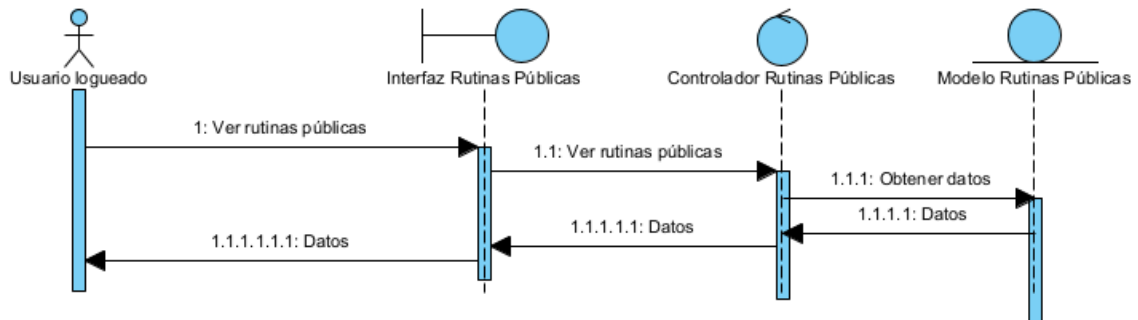 Usuario logueado
Interfaz Rutinas Públicas
Controlador Rutinas Públicas
Modelo Rutinas Públicas
1: Ver rutinas públicas
1.1: Ver rutinas públicas
1.1.1: Obtener datos
1.1.1.1: Datos
1.1.1.1.1: Datos
1.1.1.1.1.1: Datos